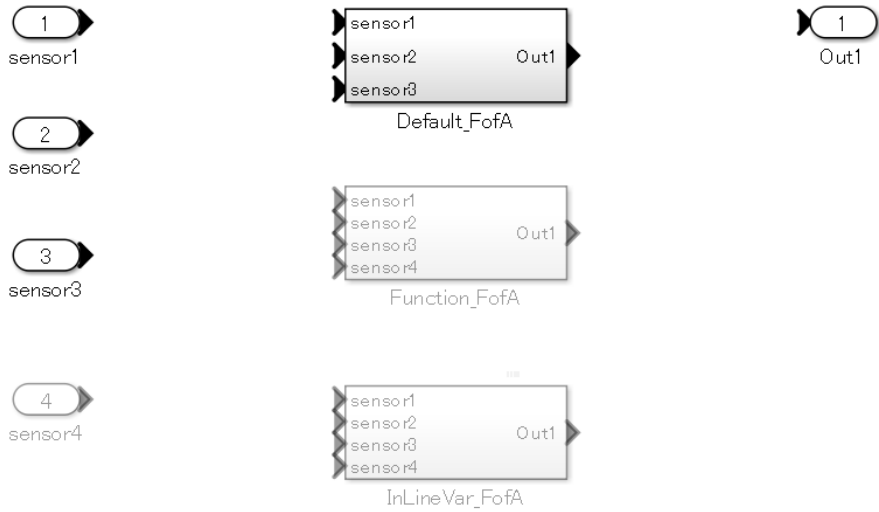 1
sensor1
2
sensor2
3
sensor3
4
sensor4
sensor1
sensor2
sensor3
Out1
Default_FofA
sensor1
sensor2
sensor3
sensor4
Out1
Function_FofA
sensor1
sensor2
sensor3
sensor4
Out1
InLineVar_FofA
1
Out1